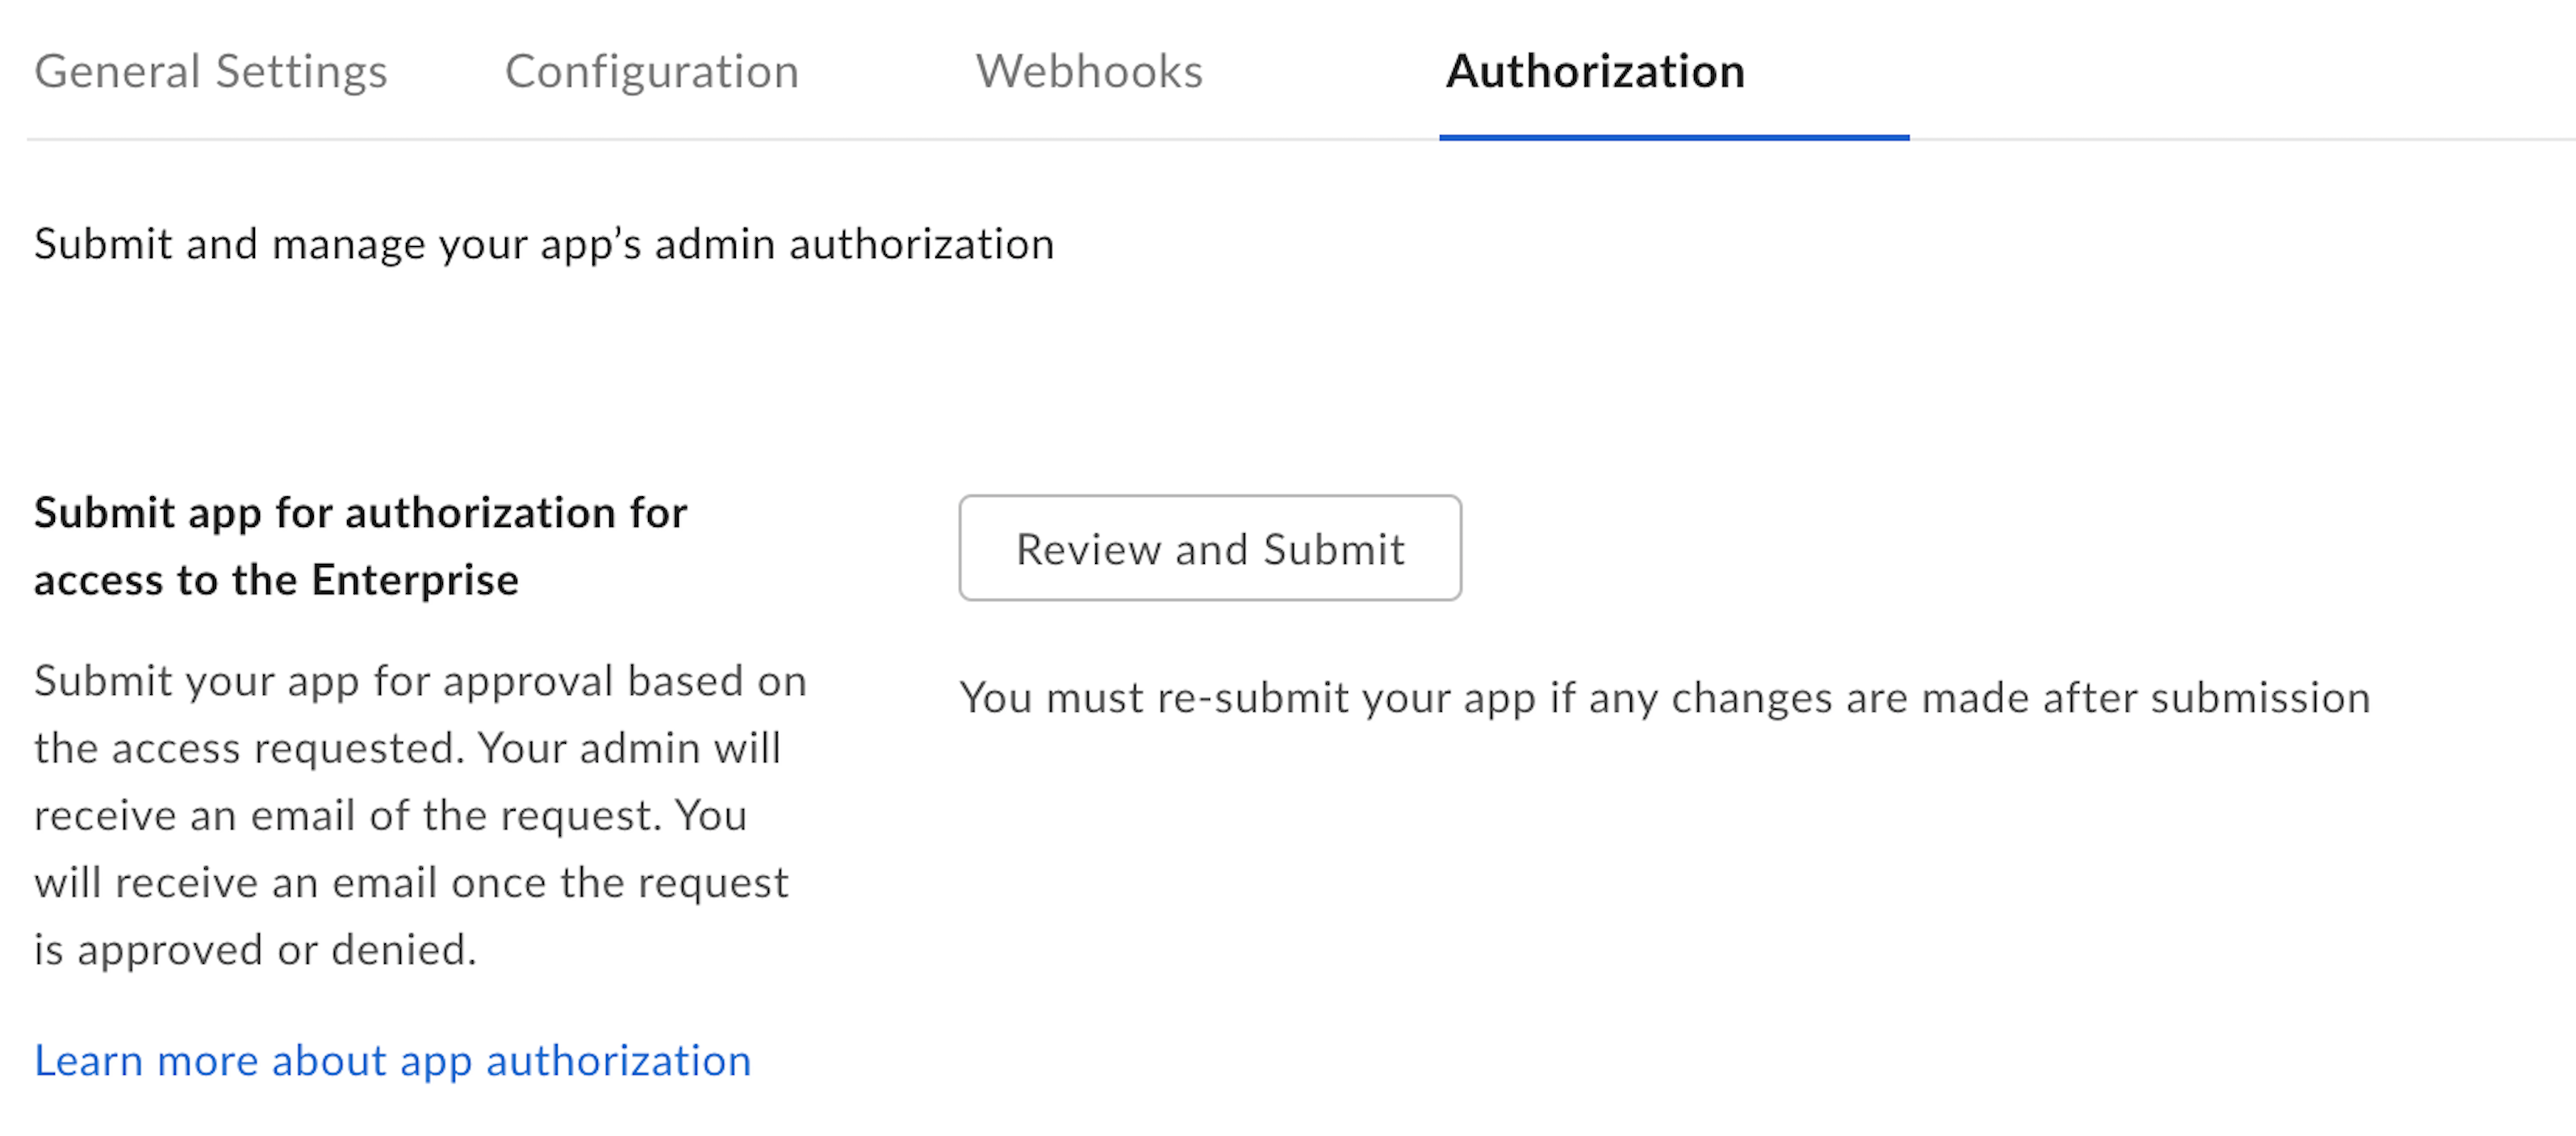 General Settings Configuration Webhooks Authorization
Submit and manage your app’s admin authorization
Submit app for authorization for
access to the Enterprise
Submit your app for approval based on
the access requested. Your admin will
receive an email of the request. You
will receive an email once the request
is approved or denied.
Learn more about app authorization
Review and Submit
You must re-submit your app if any changes are made after submission